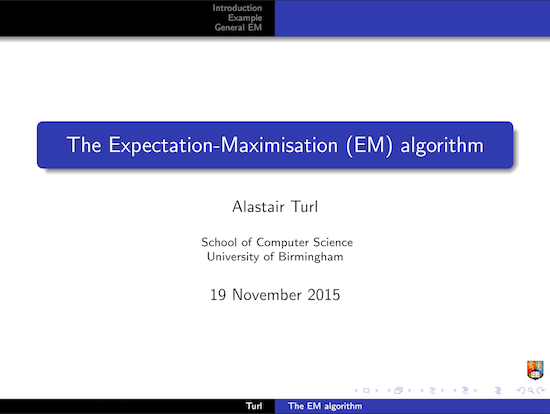 Introduction
Example
General EM
The Expectation-Maximisation (EM) algorithm
Alastair Turl
School of Computer Science
University of Birmingham
19 November 2015
Turl The EM algorithm